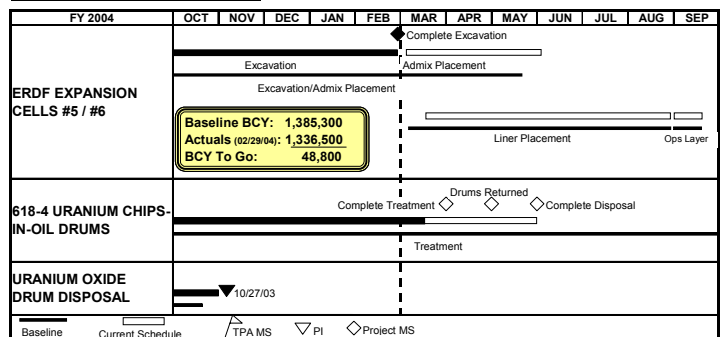 FY 2004 OCT NOV DEC JAN FEB MAR APR MAY JUN JUL AUG SEP
Complete Excavation
Excavation Admix Placement
Excavation/Admix Placement
ERDF EXPANSION
CELLS #5 / #6
Baseline BCY: 1,385,300
Actuals (02/29/04): 1,336,500
BCY To Go: 48,800
Liner Placement Ops Layer
Drums Returned
Complete Treatment Complete Disposal
618-4 URANIUM CHIPS-
IN-OIL DRUMS
Treatment
URANIUM OXIDE
DRUM DISPOSAL
10/27/03
Baseline Current Schedule TPA MS PI Project MS